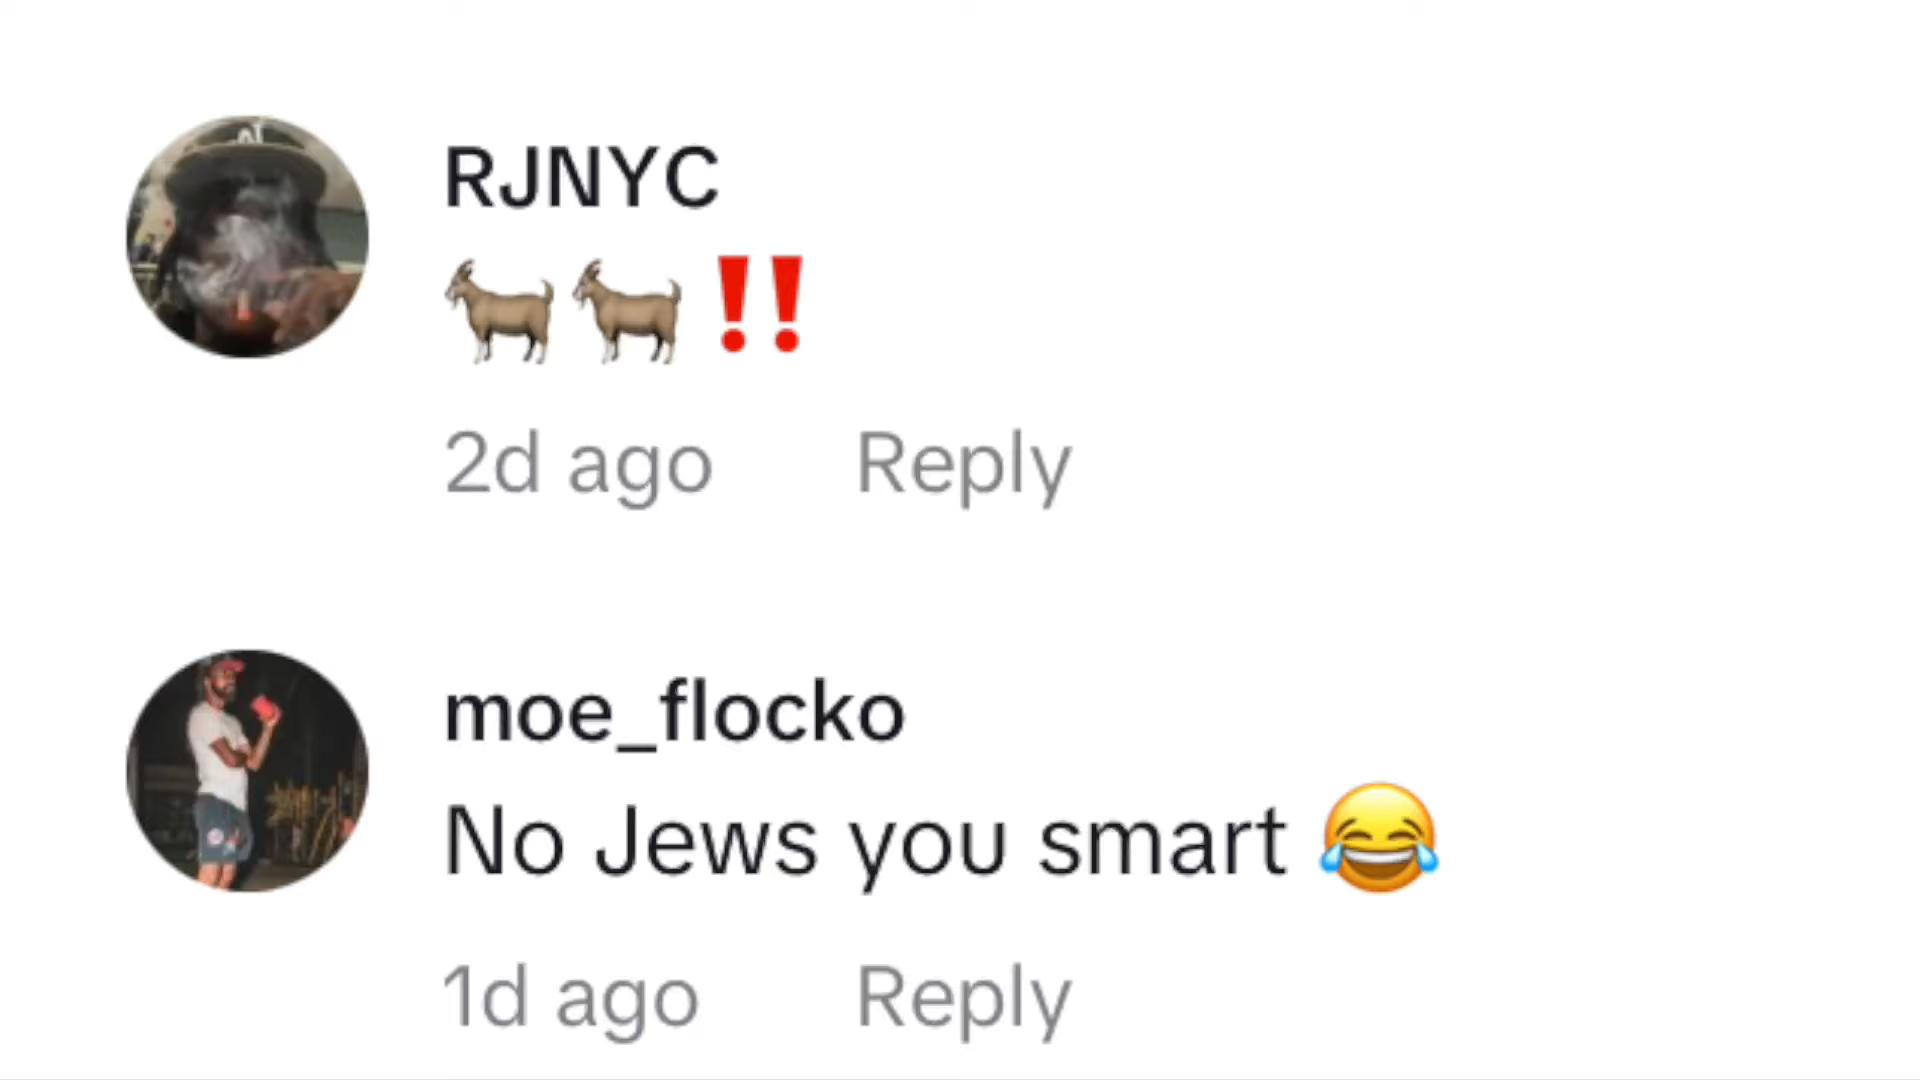 RJNYC
🐐🐐‼️
2d ago Reply
moe_flocko
No Jews you smart 😂
1d ago Reply